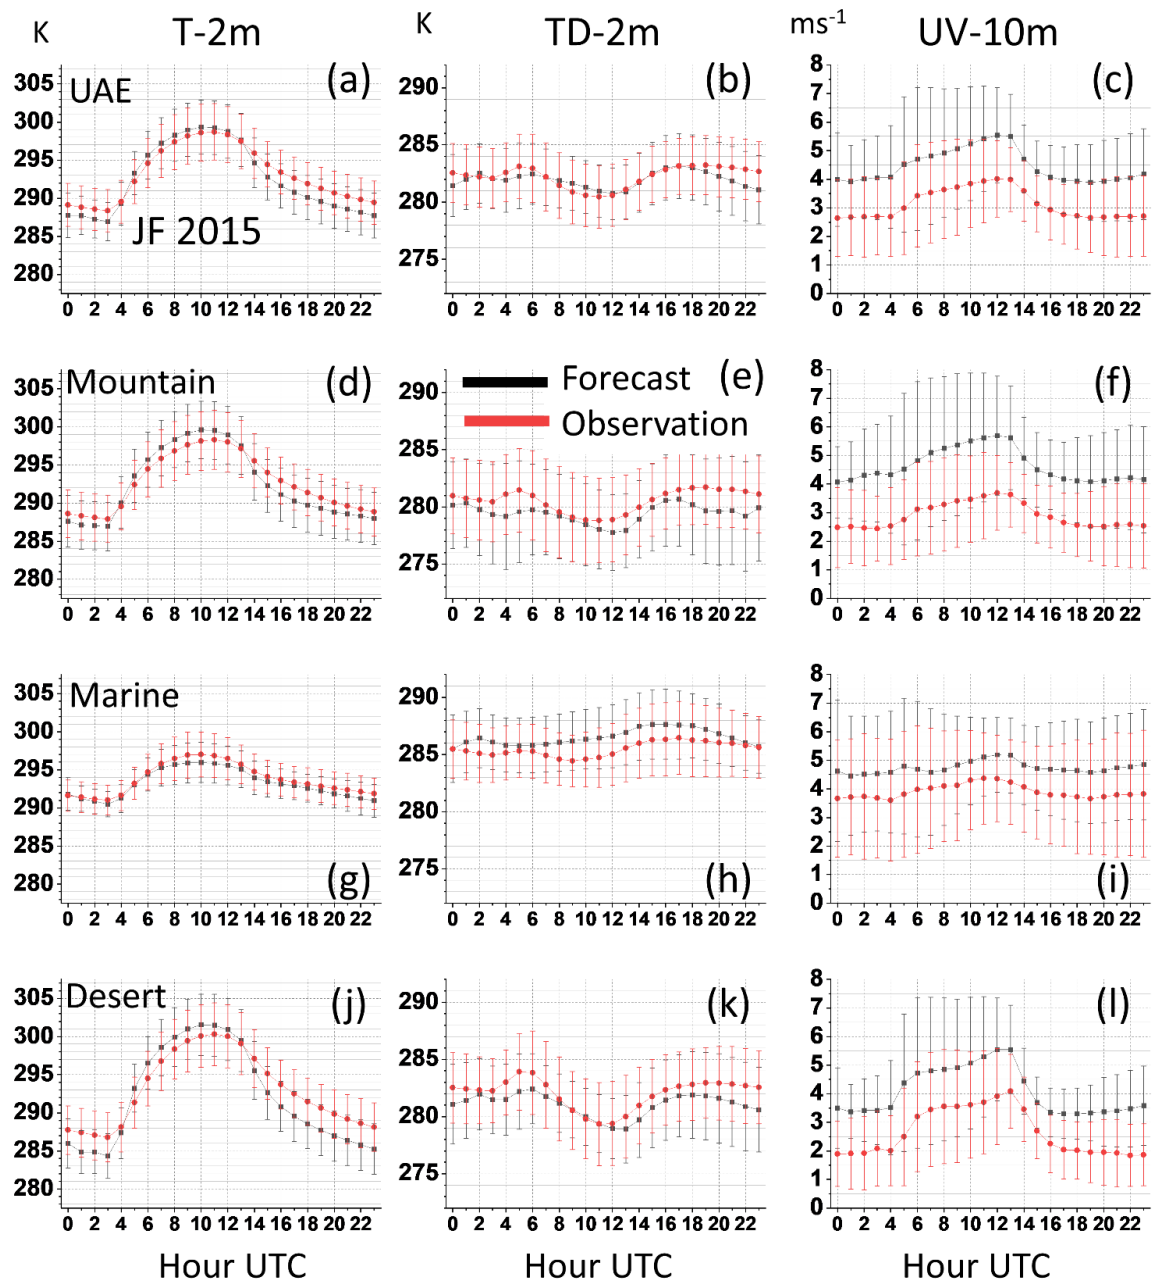 K T-2m K TD-2m ms-1 UV-10m
305 300 295 290 285 280
UAE (a)
JF 2015
0 2 4 6 8 10 12 14 16 18 20 22
290 285 280 275
(b)
0 2 4 6 8 10 12 14 16 18 20 22
8 7 6 5 4 3 2 1 0
(c)
0 2 4 6 8 10 12 14 16 18 20 22
305 300 295 290 285 280
Mountain (d)
0 2 4 6 8 10 12 14 16 18 20 22
290 285 280 275
Forecast (e)
Observation
0 2 4 6 8 10 12 14 16 18 20 22
8 7 6 5 4 3 2 1 0
(f)
0 2 4 6 8 10 12 14 16 18 20 22
305 300 295 290 285 280
Marine
(g)
0 2 4 6 8 10 12 14 16 18 20 22
290 285 280 275
(h)
0 2 4 6 8 10 12 14 16 18 20 22
8 7 6 5 4 3 2 1 0
(i)
0 2 4 6 8 10 12 14 16 18 20 22
305 300 295 290 285 280
Desert (j)
0 2 4 6 8 10 12 14 16 18 20 22
290 285 280 275
(k)
0 2 4 6 8 10 12 14 16 18 20 22
8 7 6 5 4 3 2 1 0
(l)
0 2 4 6 8 10 12 14 16 18 20 22
Hour UTC Hour UTC Hour UTC